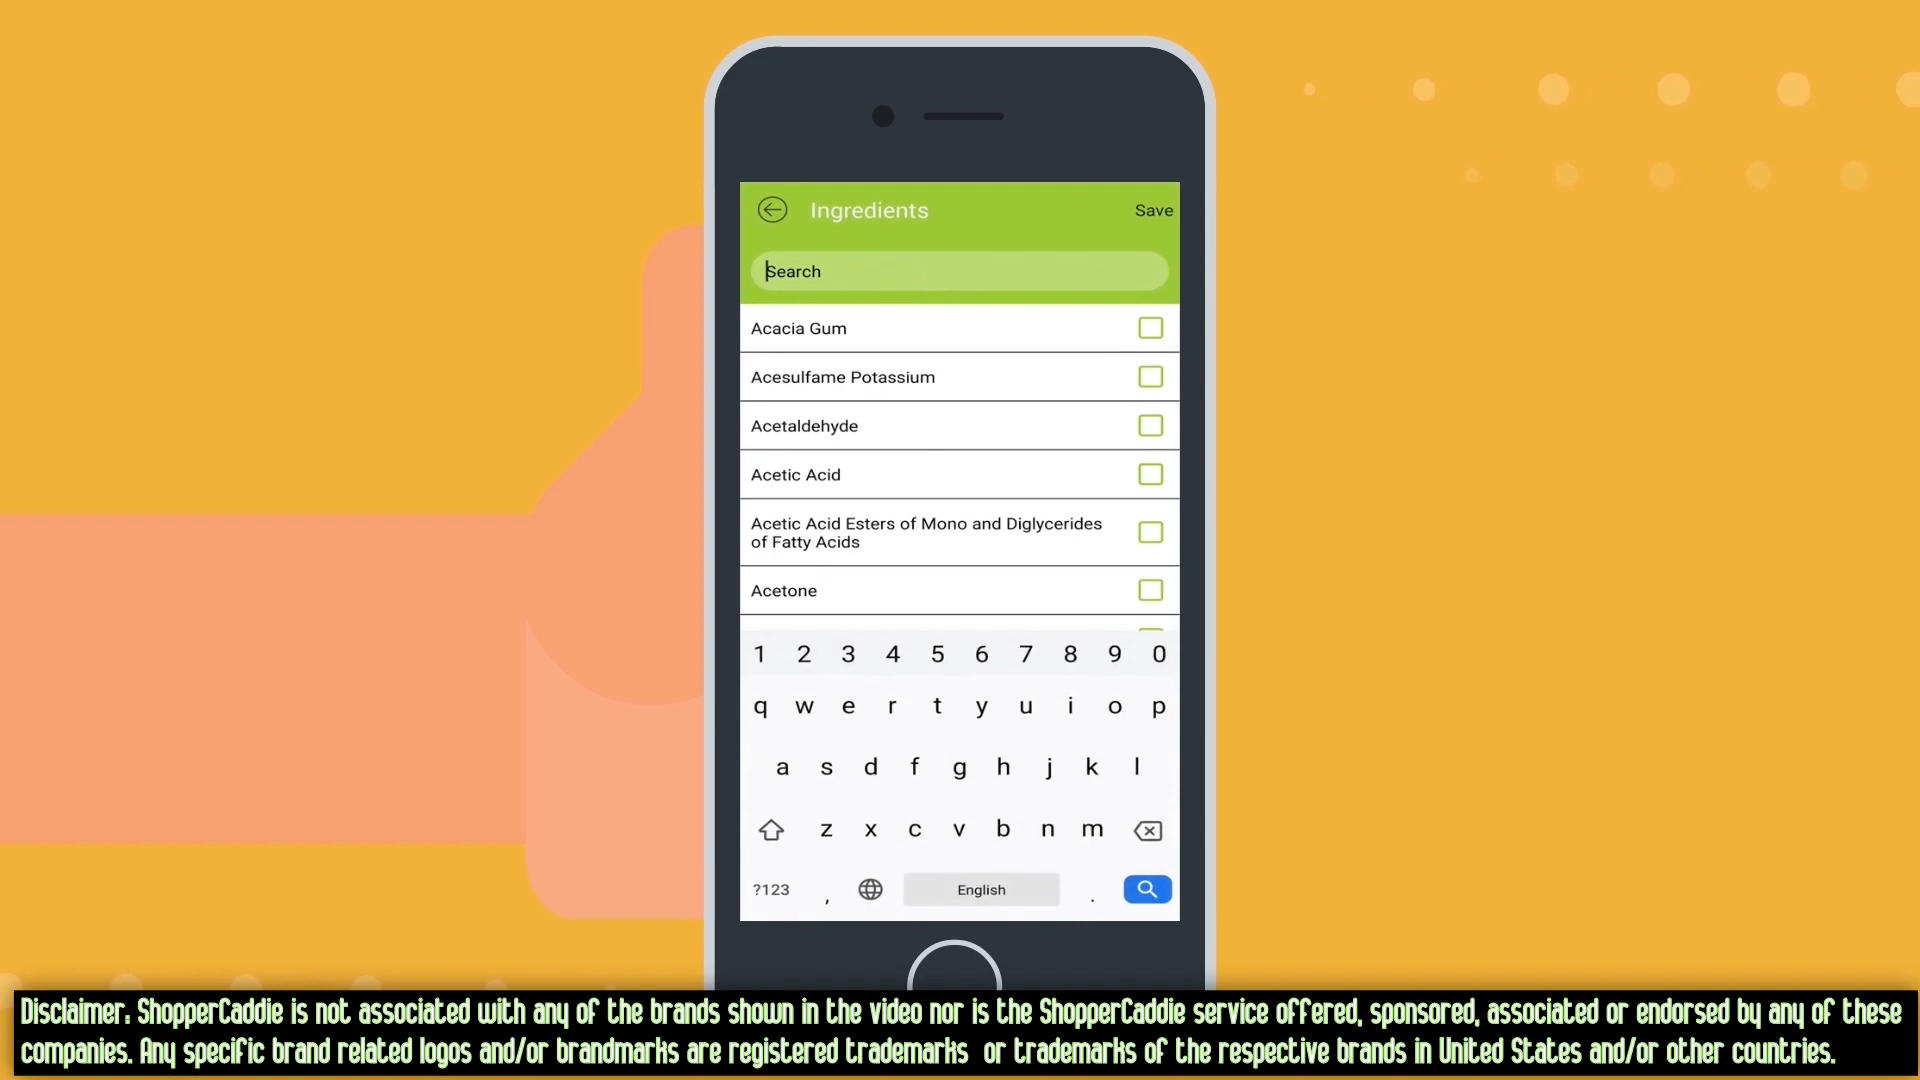 Ingredients Save
Search
Acacia Gum
Acesulfame Potassium
Acetaldehyde
Acetic Acid
Acetic Acid Esters of Mono and Diglycerides
of Fatty Acids
Acetone
1 2 3 4 5 6 7 8 9 0
q w e r t y u i o p
a s d f g h j k l
z x c v b n m
?123 , English .
Disclaimer: ShopperCaddie is not associated with any of the brands shown in the video nor is the ShopperCaddie service offered, sponsored, associated or endorsed by any of these
companies. Any specific brand related logos and/or brandmarks are registered trademarks or trademarks of the respective brands in United States and/or other countries.